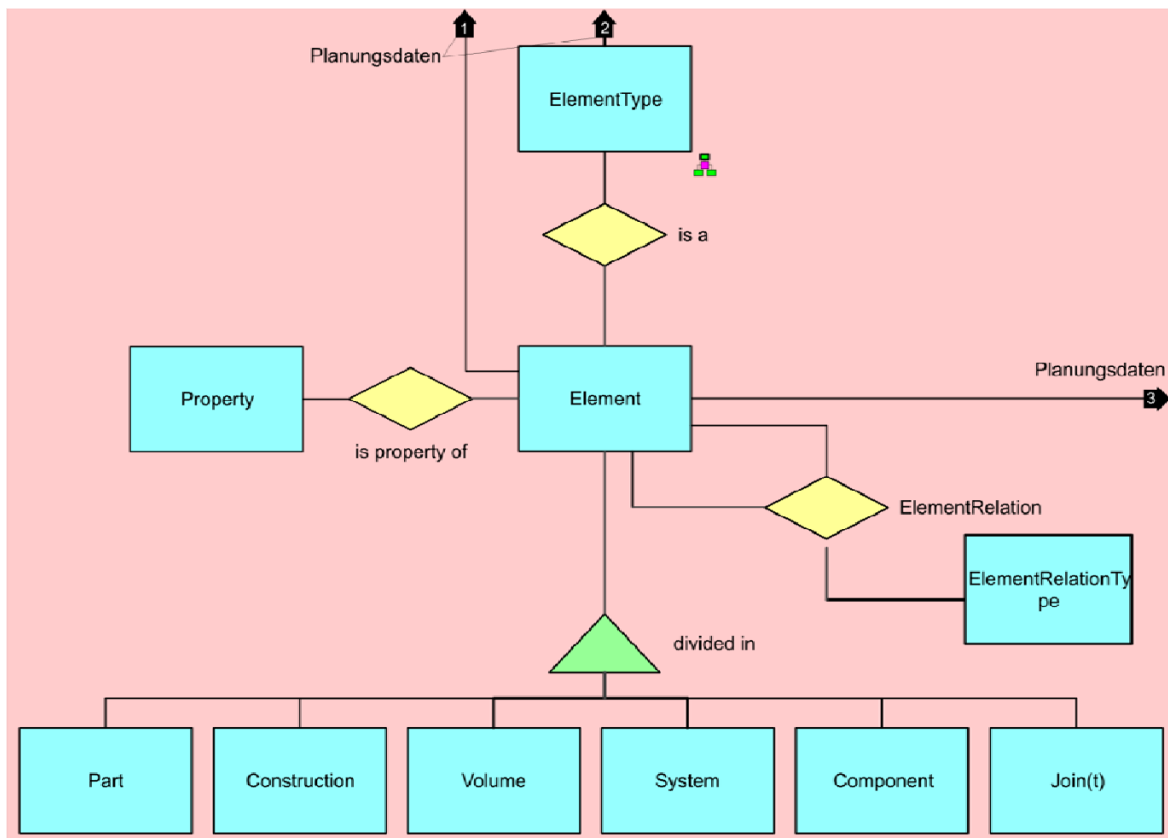 1
2
Planungsdaten
ElementType
is a
Planungsdaten
Property
Element
3
is property of
ElementRelation
ElementRelationTy
pe
divided in
Part
Construction
Volume
System
Component
Join(t)